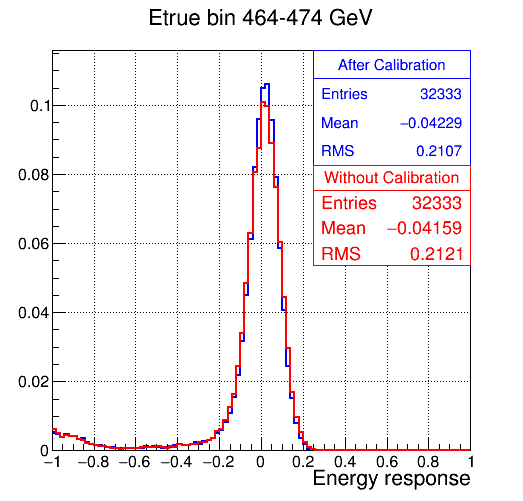 Etrue bin 464-474 GeV
After Calibration
Entries 32333
Mean −0.04229
RMS 0.2107
Without Calibration
Entries 32333
Mean −0.04159
RMS 0.2121
0.1
0.08
0.06
0.04
0.02
0
−1 −0.8 −0.6 −0.4 −0.2 0 0.2 0.4 0.6 0.8 1
Energy response